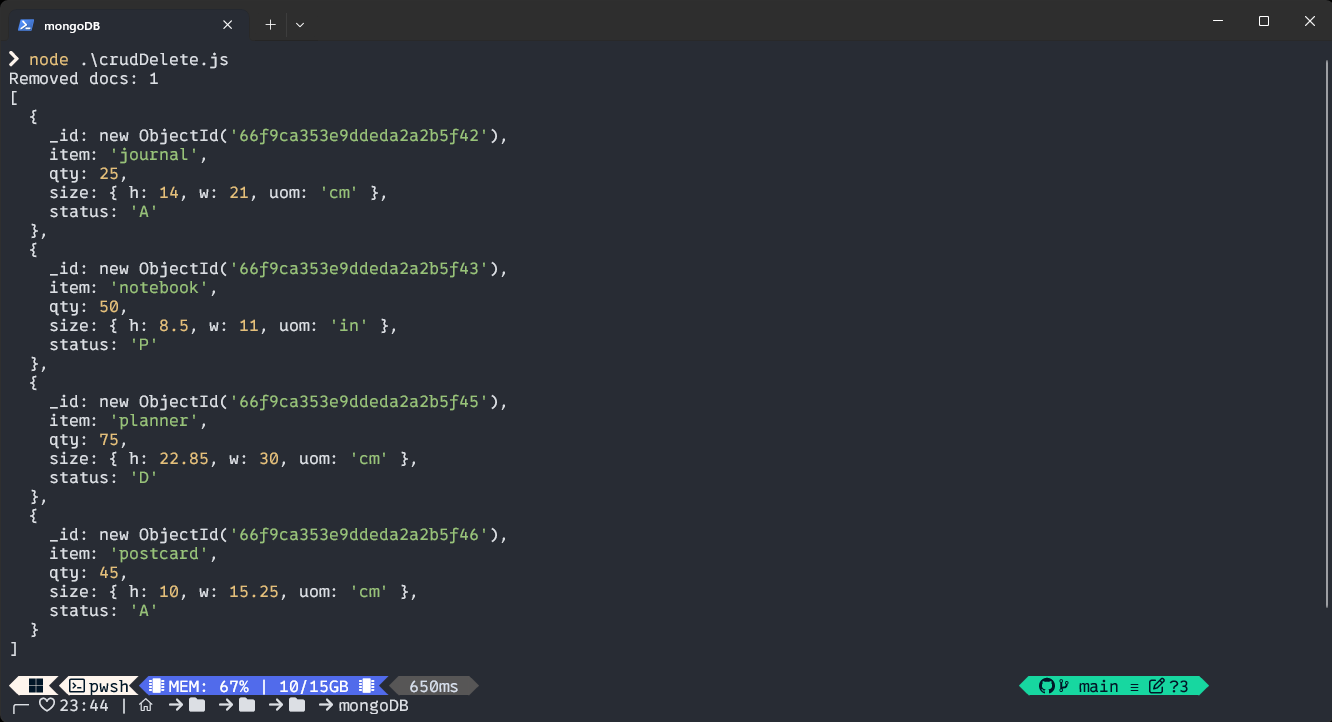 mongoDB
node .\crudDelete.js
Removed docs: 1
[
  {
    _id: new ObjectId('66f9ca353e9ddeda2a2b5f42'),
    item: 'journal',
    qty: 25,
    size: { h: 14, w: 21, uom: 'cm' },
    status: 'A'
  },
  {
    _id: new ObjectId('66f9ca353e9ddeda2a2b5f43'),
    item: 'notebook',
    qty: 50,
    size: { h: 8.5, w: 11, uom: 'in' },
    status: 'P'
  },
  {
    _id: new ObjectId('66f9ca353e9ddeda2a2b5f45'),
    item: 'planner',
    qty: 75,
    size: { h: 22.85, w: 30, uom: 'cm' },
    status: 'D'
  },
  {
    _id: new ObjectId('66f9ca353e9ddeda2a2b5f46'),
    item: 'postcard',
    qty: 45,
    size: { h: 10, w: 15.25, uom: 'cm' },
    status: 'A'
  }
]
pwsh MEM: 67% | 10/15GB 650ms main ≡ ?3
23:44 | mongoDB